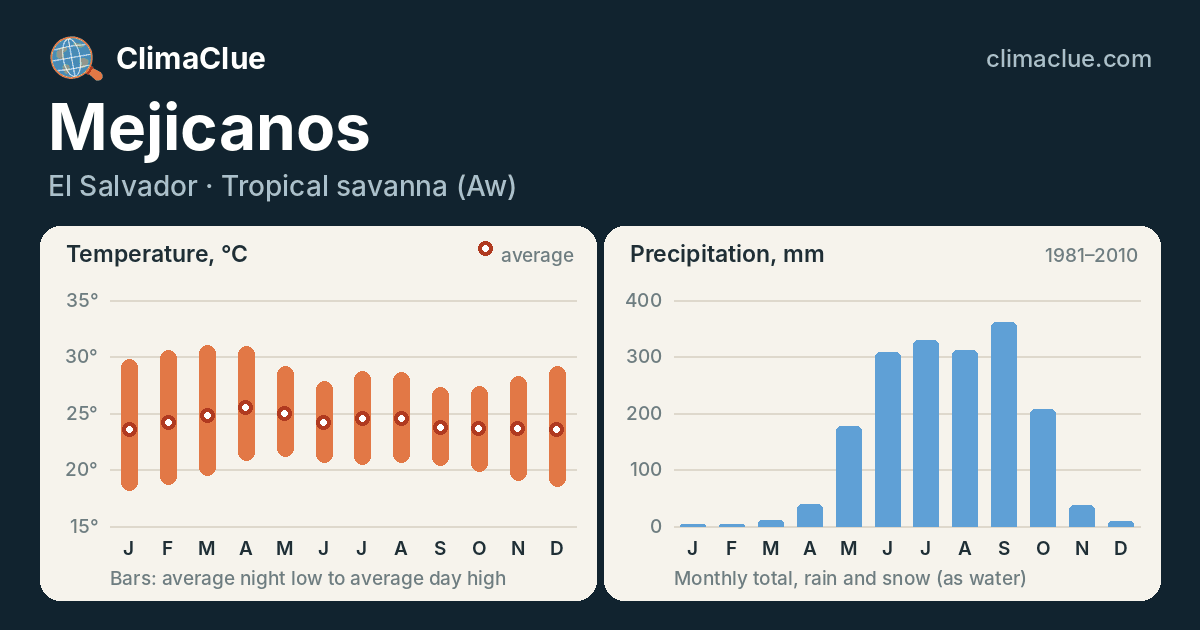 ClimaClue
climaclue.com
Mejicanos
El Salvador · Tropical savanna (Aw)
Temperature, °C
average
35°
30°
25°
20°
15°
J F M A M J J A S O N D
Bars: average night low to average day high
Precipitation, mm
1981–2010
400
300
200
100
0
J F M A M J J A S O N D
Monthly total, rain and snow (as water)